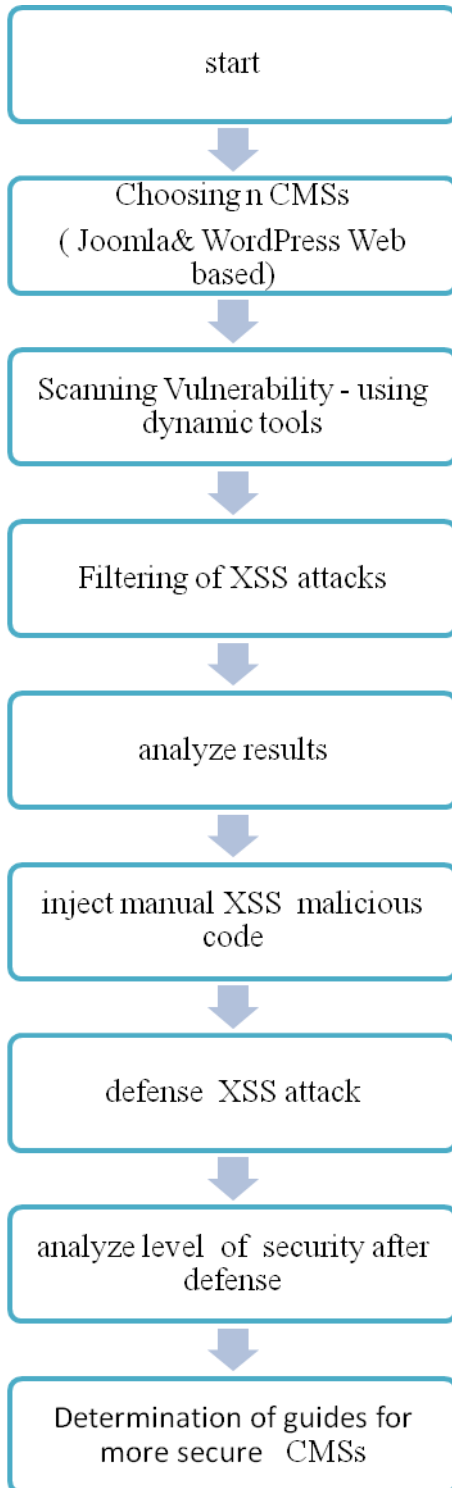 start
Choosing n CMSs
( Joomla& WordPress Web
based)
Scanning Vulnerability - using
dynamic tools
Filtering of XSS attacks
analyze results
inject manual XSS malicious
code
defense XSS attack
analyze level of security after
defense
Determination of guides for
more secure CMSs